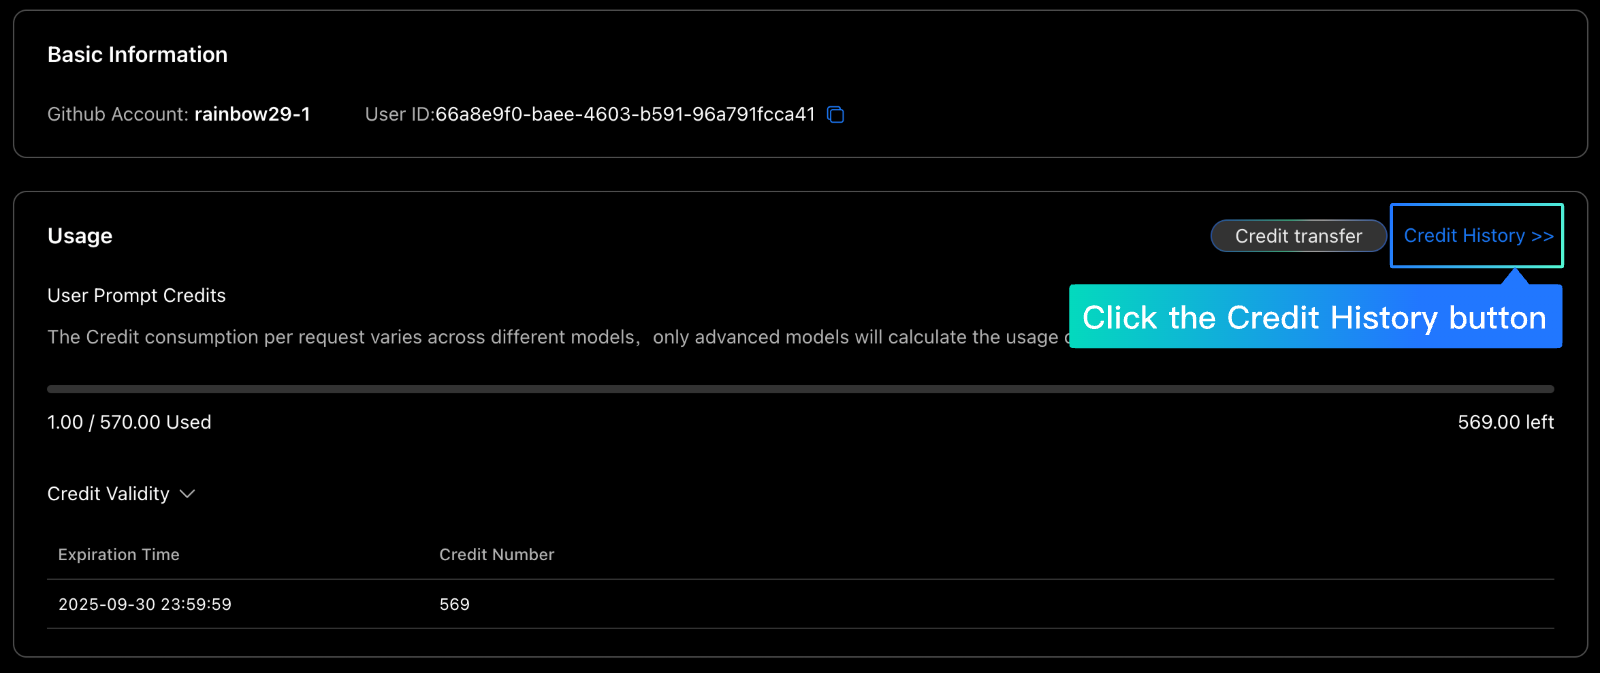 Basic Information
Github Account: rainbow29-1 User ID:66a8e9f0-baee-4603-b591-96a791fcca41
Usage Credit transfer Credit History >>
Click the Credit History button
User Prompt Credits
The Credit consumption per request varies across different models, only advanced models will calculate the usage
1.00 / 570.00 Used 569.00 left
Credit Validity
Expiration Time Credit Number
2025-09-30 23:59:59 569